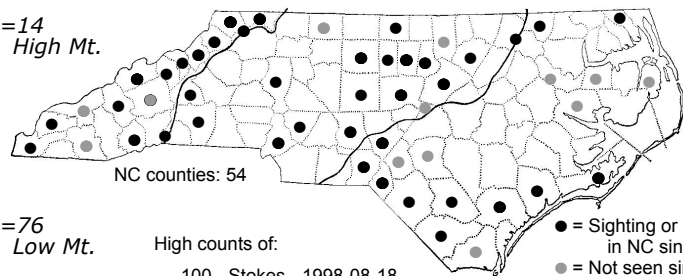 =14
High Mt.
NC counties: 54
=76
Low Mt.
High counts of:
= Sighting or
in NC sin
= Not seen si
100 - Stokes - 1998-08-18